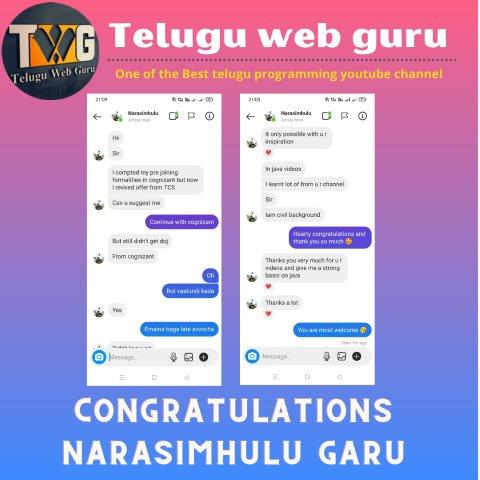 TWG
Telugu Web Guru
Telugu web guru
One of the Best telugu programming youtube channel
21:09
Narasimhulu
Active now
Hii
Sir
I compted my pre joining
formalities in cognizant but now
I revived offer from TCS
Can u suggest me
Continue with cognizant
But still didn't get doj
From cognizant
Oh
But vastundi kada
Yes
Emaina baga late avvocha
Message...
21:03
Narasimhulu
Active now
It only possible with u r
inspiration
In java videos
I learnt lot of from u r channel
Sir
Iam civil background
Hearty congratulations and
thank you so much 🥰
Thanks you very much for u r
videos and give me a strong
basic on java
Thanks a lot
You are most welcome 😘
Seen 1m ago
Message...
CONGRATULATIONS
NARASIMHULU GARU